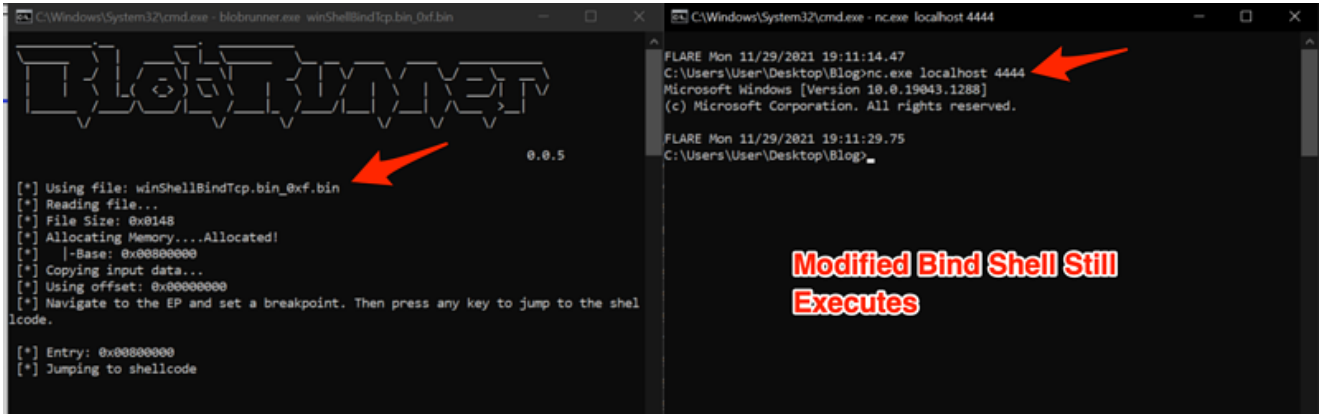 C:\Windows\System32\cmd.exe - blobrunner.exe winShellBindTcp.bin_0xf.bin
BlobRunner
0.0.5
[*] Using file: winShellBindTcp.bin_0xf.bin
[*] Reading file...
[*] File Size: 0x0148
[*] Allocating Memory....Allocated!
[*]   |-Base: 0x00800000
[*] Copying input data...
[*] Using offset: 0x00000000
[*] Navigate to the EP and set a breakpoint. Then press any key to jump to the shel
lcode.
[*] Entry: 0x00800000
[*] Jumping to shellcode
C:\Windows\System32\cmd.exe - nc.exe localhost 4444
FLARE Mon 11/29/2021 19:11:14.47
C:\Users\User\Desktop\Blog>nc.exe localhost 4444
Microsoft Windows [Version 10.0.19043.1288]
(c) Microsoft Corporation. All rights reserved.
FLARE Mon 11/29/2021 19:11:29.75
C:\Users\User\Desktop\Blog>
Modified Bind Shell Still
Executes